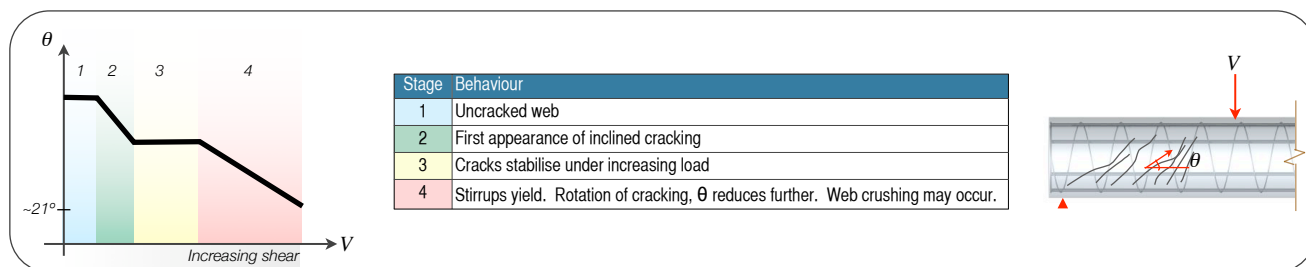 θ
1 2 3 4
~21°
V
Increasing shear
Stage Behaviour
1 Uncracked web
2 First appearance of inclined cracking
3 Cracks stabilise under increasing load
4 Stirrups yield. Rotation of cracking, θ reduces further. Web crushing may occur.
V
θ